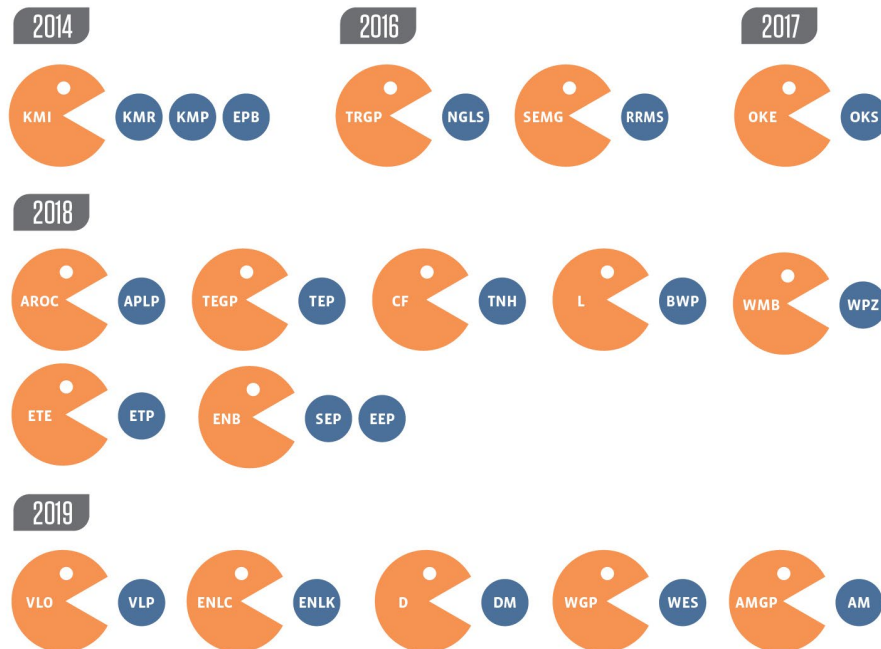 2014 2016 2017
KMI KMR KMP EPB TRGP NGLS SEMG RRMS OKE OKS
2018
AROC APLP TEGP TEP CF TNH L BWP WMB WPZ
ETE ETP ENB SEP EEP
2019
VLO VLP ENLC ENLK D DM WGP WES AMGP AM